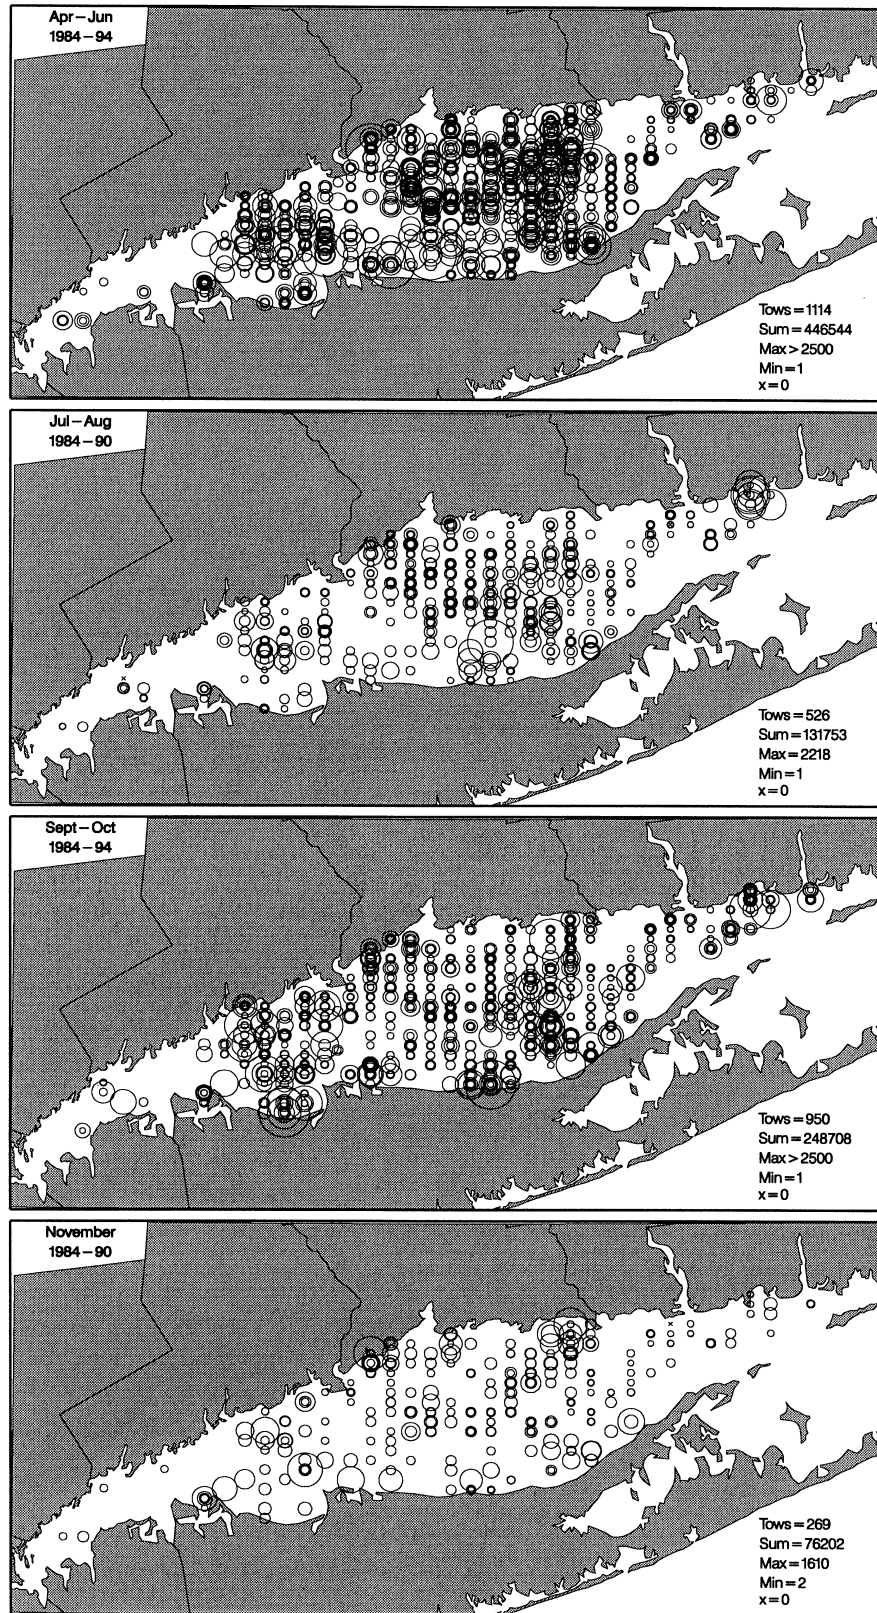 Apr – Jun
1984 – 94
Tows = 1114
Sum = 446544
Max > 2500
Min = 1
x = 0
Jul – Aug
1984 – 90
Tows = 526
Sum = 131753
Max = 2218
Min = 1
x = 0
Sept – Oct
1984 – 94
Tows = 950
Sum = 248708
Max > 2500
Min = 1
x = 0
November
1984 – 90
Tows = 269
Sum = 76202
Max = 1610
Min = 2
x = 0